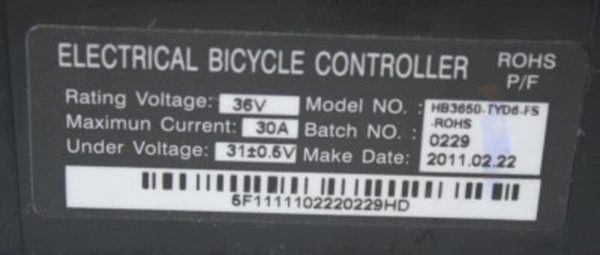 ELECTRICAL BICYCLE CONTROLLER ROHS P/F
Rating Voltage: 36V Model NO. : HB3650-TYD6-FS
-ROHS
Maximun Current: 30A Batch NO. : 0229
Under Voltage: 31±0.5V Make Date: 2011.02.22
5F1111102220229HD